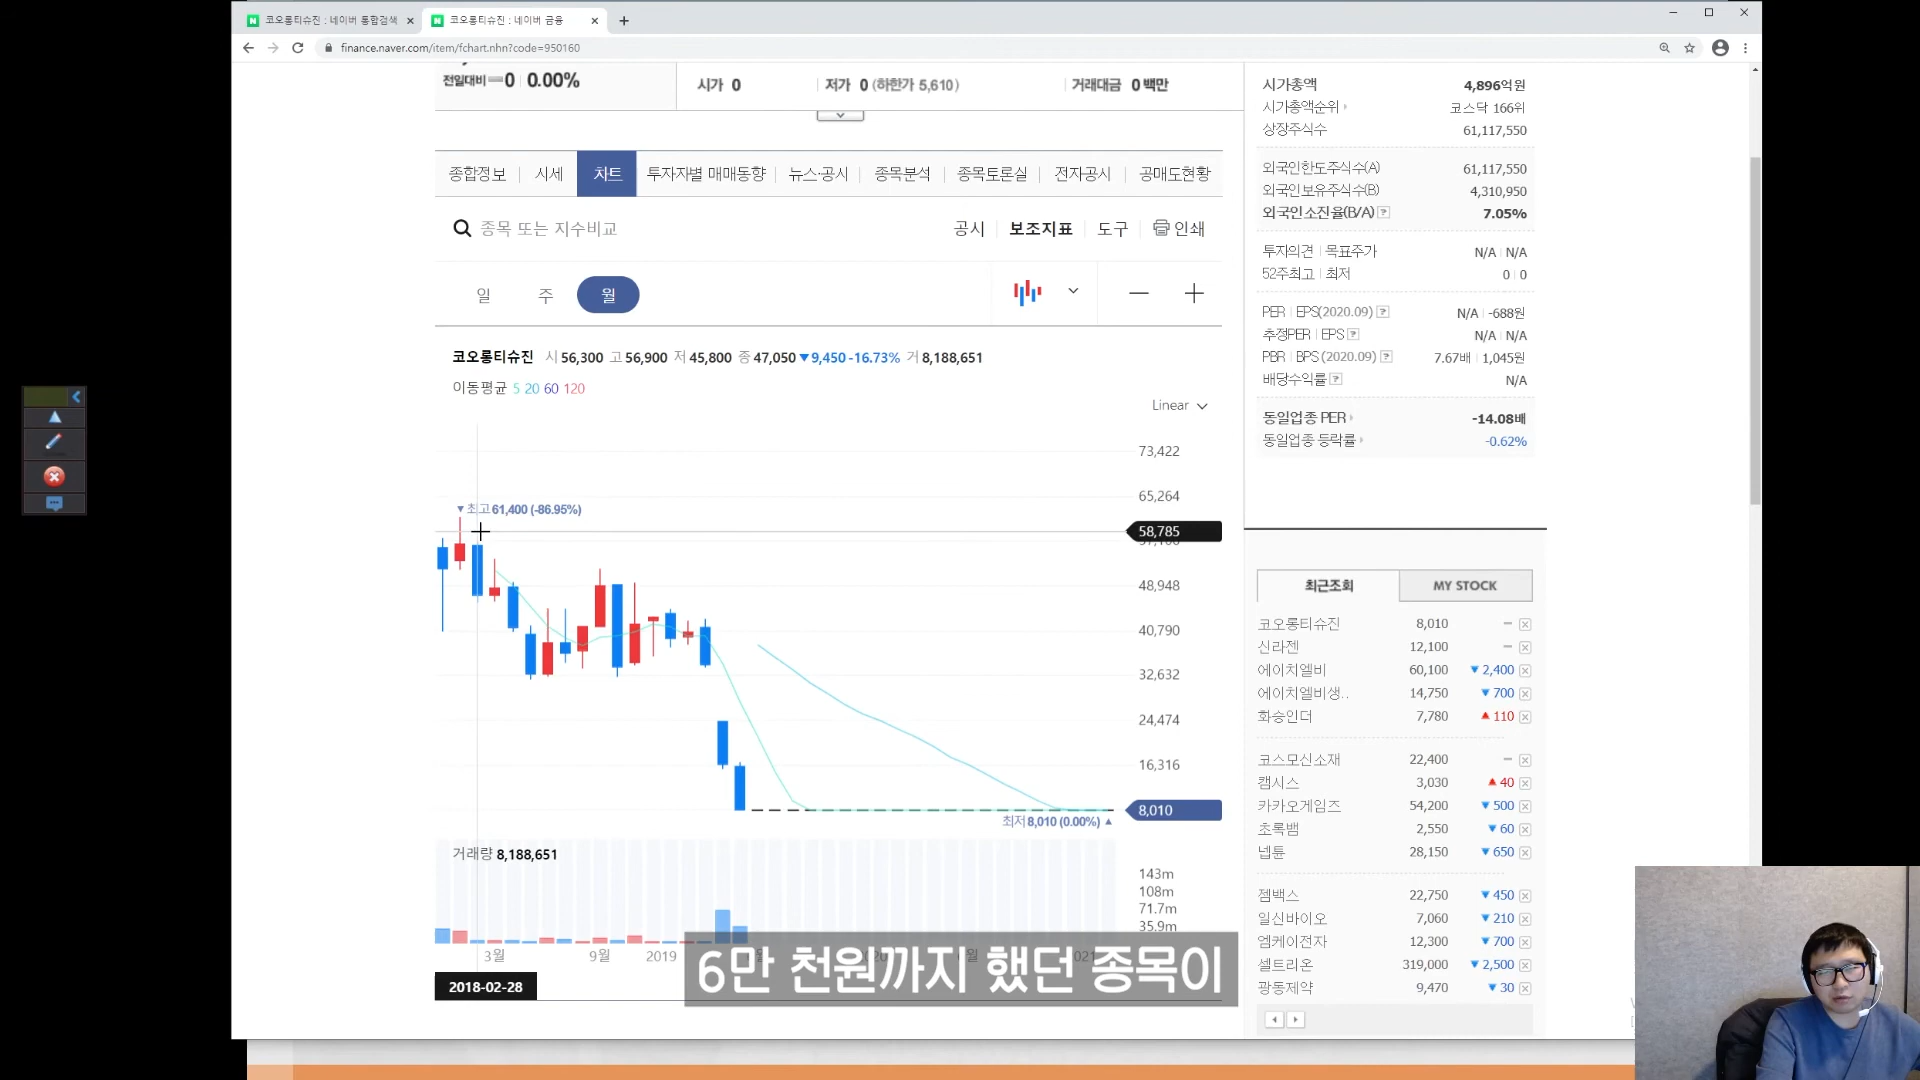 코오롱티슈진 : 네이버 통합검색
코오롱티슈진 : 네이버 금융
finance.naver.com/item/fchart.nhn?code=950160
전일대비 0 0.00%
시가 0
저가 0 (하한가 5,610)
거래대금 0 백만
종합정보 시세 차트 투자자별 매매동향 뉴스·공시 종목분석 종목토론실 전자공시 공매도현황
종목 또는 지수비교
공시 보조지표 도구 인쇄
일 주 월
코오롱티슈진 시 56,300 고 56,900 저 45,800 종 47,050 ▼9,450 -16.73% 거 8,188,651
이동평균 5 20 60 120
Linear
73,422
65,264
▼최고 61,400 (-86.95%)
58,785
48,948
40,790
32,632
24,474
16,316
8,010
최저 8,010 (0.00%) ▲
거래량 8,188,651
143m
108m
71.7m
35.9m
3월 9월 2019
2018-02-28
6만 천원까지 했던 종목이
시가총액 4,896억원
시가총액순위 코스닥 166위
상장주식수 61,117,550
외국인한도주식수(A) 61,117,550
외국인보유주식수(B) 4,310,950
외국인소진율(B/A) ? 7.05%
투자의견 | 목표주가 N/A | N/A
52주최고 | 최저 0 | 0
PER | EPS(2020.09) ? N/A | -688원
추정PER | EPS ? N/A | N/A
PBR | BPS (2020.09) ? 7.67배 | 1,045원
배당수익률 ? N/A
동일업종 PER -14.08배
동일업종 등락률 -0.62%
최근조회 MY STOCK
코오롱티슈진 8,010
신라젠 12,100
에이치엘비 60,100 ▼2,400
에이치엘비생.. 14,750 ▼700
화승인더 7,780 ▲110
코스모신소재 22,400
캠시스 3,030 ▲40
카카오게임즈 54,200 ▼500
초록뱀 2,550 ▼60
넵튠 28,150 ▼650
젬백스 22,750 ▼450
일신바이오 7,060 ▼210
엠케이전자 12,300 ▼700
셀트리온 319,000 ▼2,500
광동제약 9,470 ▼30